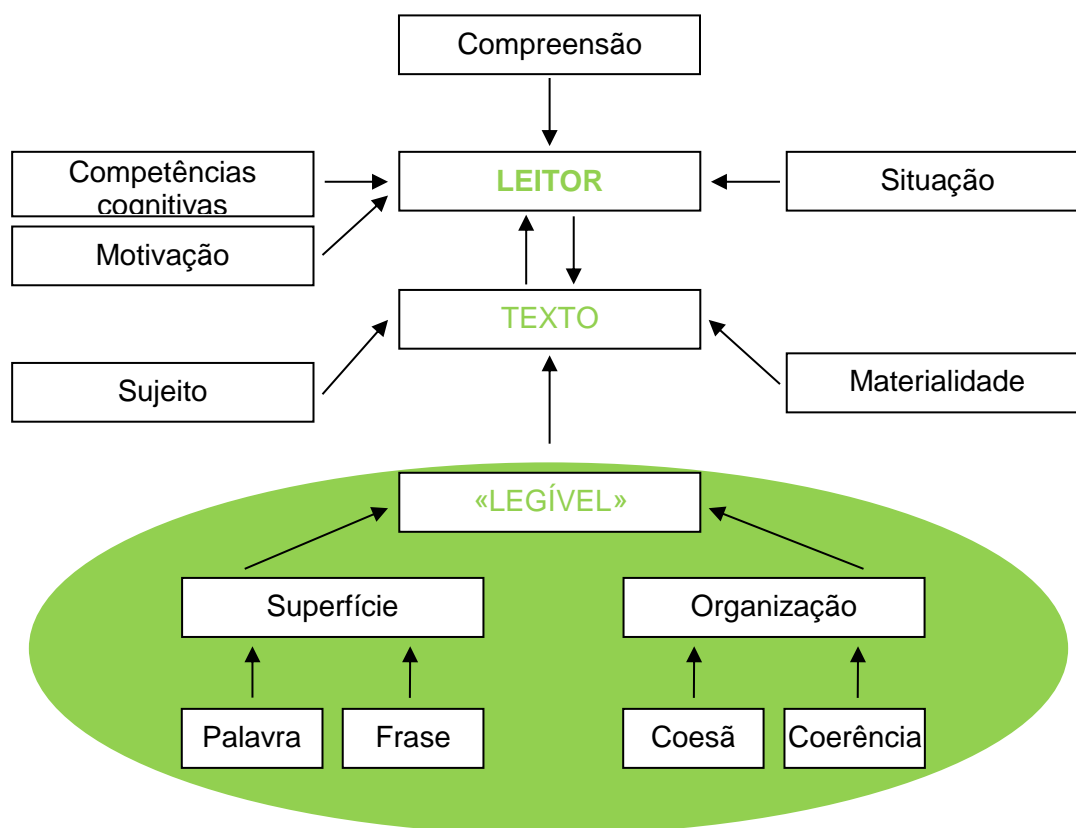 Compreensão
Competências
cognitivas
LEITOR
Situação
Motivação
TEXTO
Sujeito
Materialidade
«LEGÍVEL»
Superfície
Organização
Palavra
Frase
Coesã
Coerência